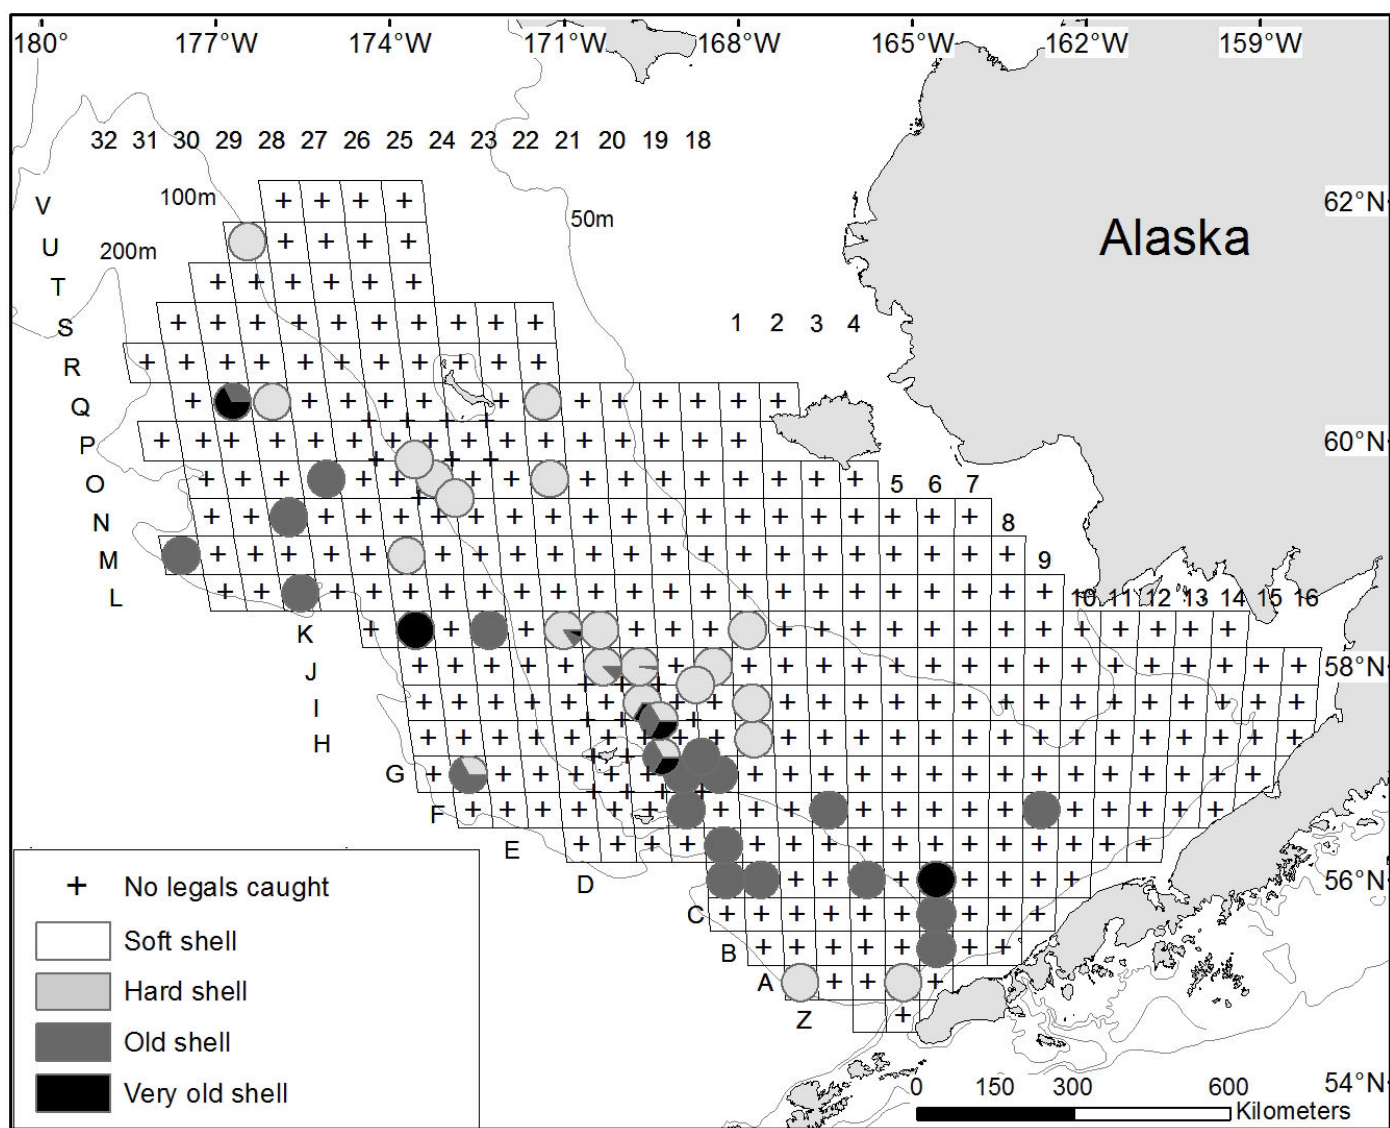 180° 177°W 174°W 171°W 168°W 165°W 162°W 159°W
32 31 30 29 28 27 26 25 24 23 22 21 20 19 18
100m
V
62°N
50m
Alaska
U
200m
T
S
1 2 3 4
R
Q
P
60°N
O
5 6 7
N
8
M
9
L
10 11 12 13 14 15 16
K
58°N
J
I
H
G
F
E
D
56°N
C
B
A
Z
No legals caught
Soft shell
Hard shell
Old shell
Very old shell
54°N
0 150 300 600
Kilometers